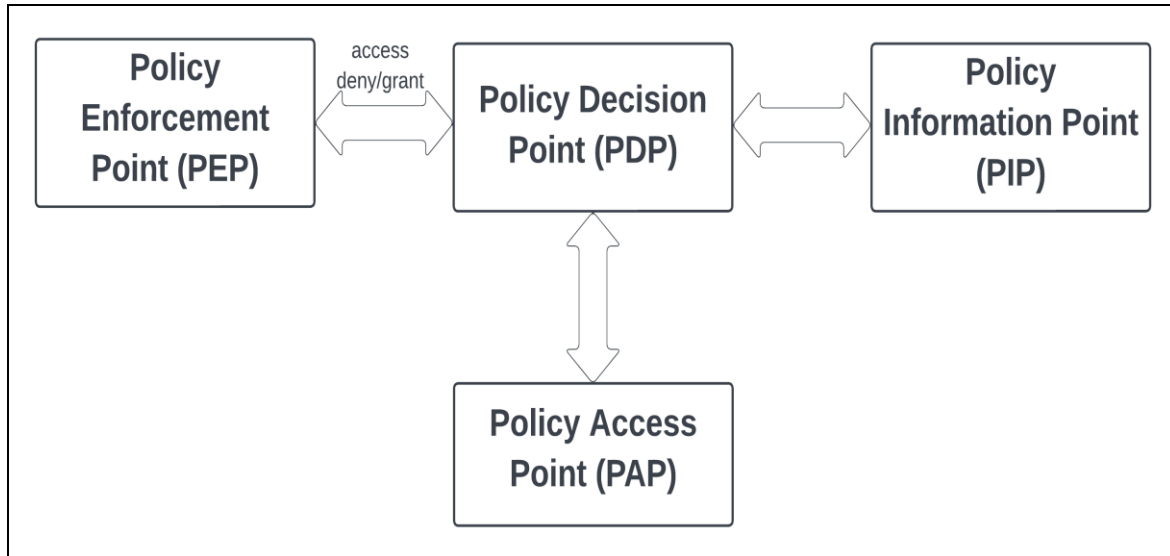 Policy
Enforcement
Point (PEP)
access
deny/grant
Policy Decision
Point (PDP)
Policy
Information Point
(PIP)
Policy Access
Point (PAP)